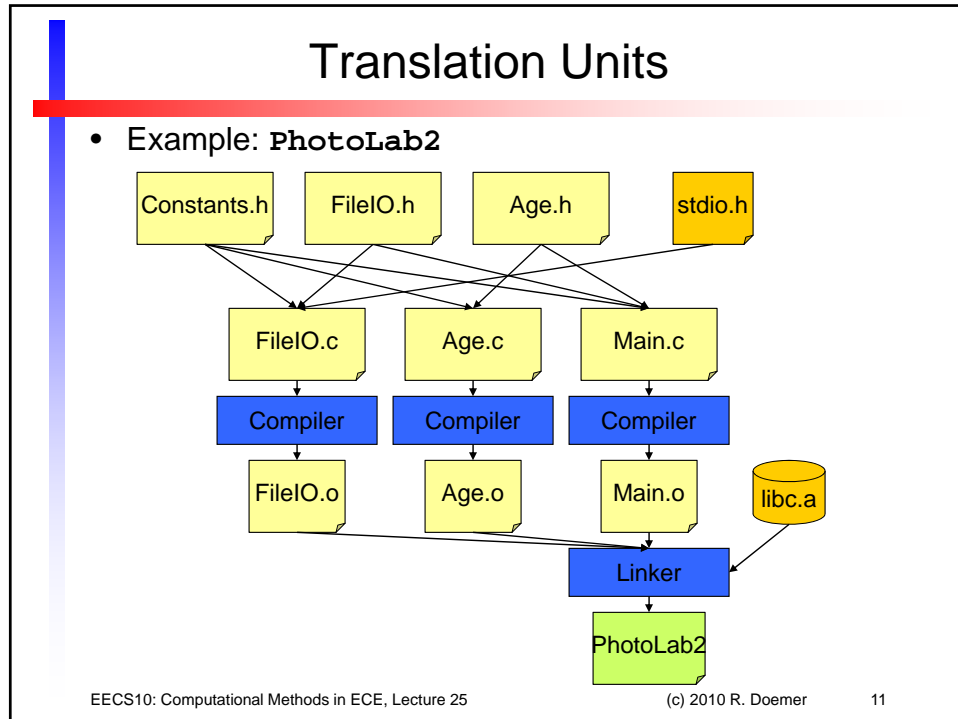 Translation Units
• Example: PhotoLab2
Constants.h
FileIO.h
Age.h
stdio.h
FileIO.c
Age.c
Main.c
Compiler
Compiler
Compiler
FileIO.o
Age.o
Main.o
libc.a
Linker
PhotoLab2
EECS10: Computational Methods in ECE, Lecture 25
(c) 2010 R. Doemer
11